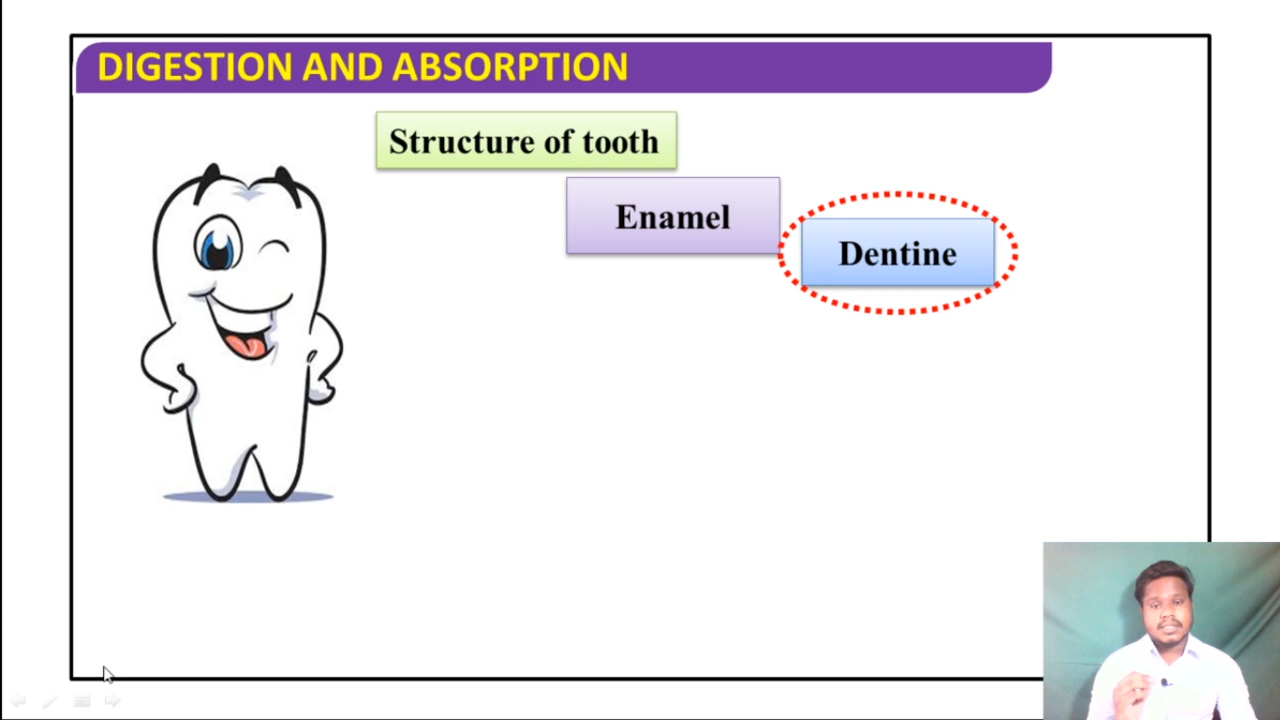 DIGESTION AND ABSORPTION
Structure of tooth
Enamel
Dentine